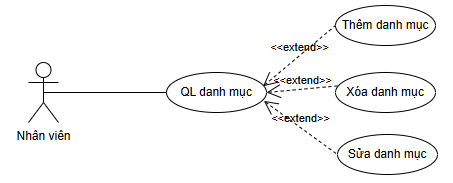 Thêm danh mục
<<extend>>
<<extend>>
QL danh mục
Xóa danh mục
<<extend>>
Nhân viên
Sửa danh mục